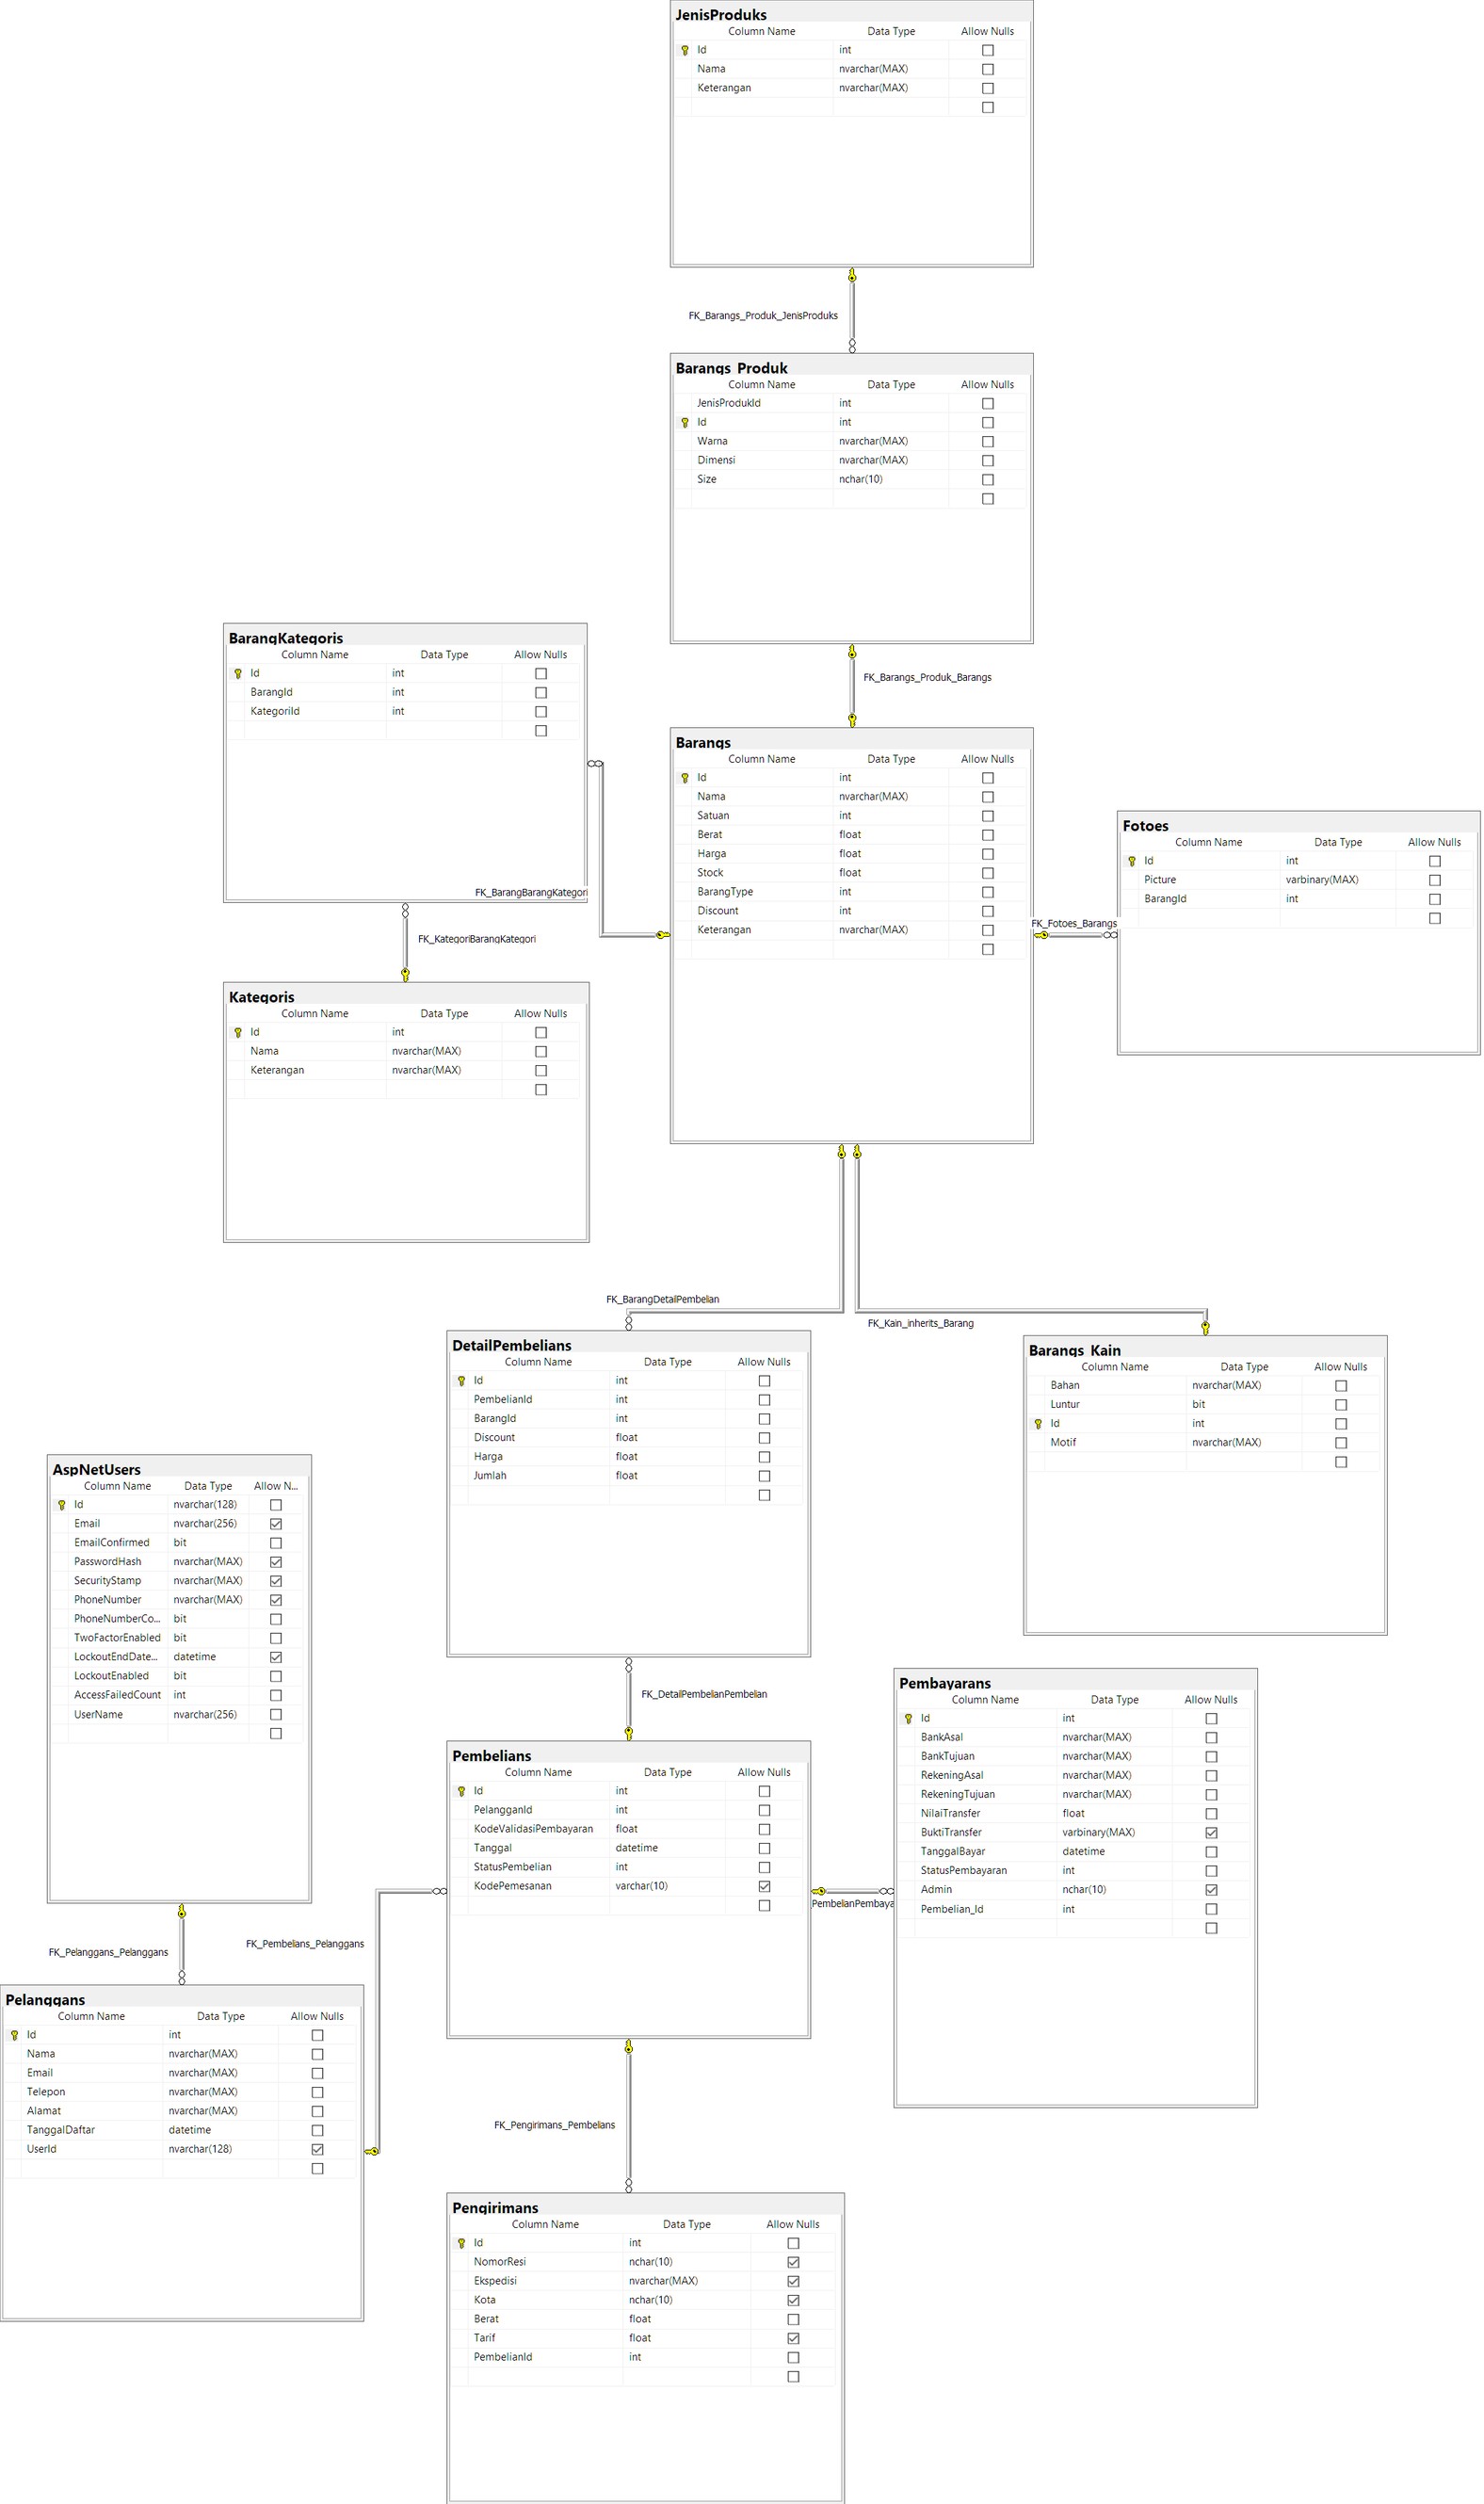 JenisProduks
Column Name Data Type Allow Nulls
Id int
Nama nvarchar(MAX)
Keterangan nvarchar(MAX)
FK_Barangs_Produk_JenisProduks
Barangs_Produk
Column Name Data Type Allow Nulls
JenisProdukId int
Id int
Warna nvarchar(MAX)
Dimensi nvarchar(MAX)
Size nchar(10)
BarangKategoris
Column Name Data Type Allow Nulls
Id int
BarangId int
KategoriId int
FK_Barangs_Produk_Barangs
Barangs
Column Name Data Type Allow Nulls
Id int
Nama nvarchar(MAX)
Satuan int
Berat float
Harga float
Stock float
BarangType int
Discount int
Keterangan nvarchar(MAX)
Fotoes
Column Name Data Type Allow Nulls
Id int
Picture varbinary(MAX)
BarangId int
FK_BarangBarangKategori
FK_Fotoes_Barangs
FK_KategoriBarangKategori
Kategoris
Column Name Data Type Allow Nulls
Id int
Nama nvarchar(MAX)
Keterangan nvarchar(MAX)
FK_BarangDetailPembelian
FK_Kain_inherits_Barang
DetailPembelians
Column Name Data Type Allow Nulls
Id int
PembelianId int
BarangId int
Discount float
Harga float
Jumlah float
Barangs_Kain
Column Name Data Type Allow Nulls
Bahan nvarchar(MAX)
Luntur bit
Id int
Motif nvarchar(MAX)
AspNetUsers
Column Name Data Type Allow N...
Id nvarchar(128)
Email nvarchar(256)
EmailConfirmed bit
PasswordHash nvarchar(MAX)
SecurityStamp nvarchar(MAX)
PhoneNumber nvarchar(MAX)
PhoneNumberCo... bit
TwoFactorEnabled bit
LockoutEndDate... datetime
LockoutEnabled bit
AccessFailedCount int
UserName nvarchar(256)
FK_DetailPembelianPembelian
Pembayarans
Column Name Data Type Allow Nulls
Id int
BankAsal nvarchar(MAX)
BankTujuan nvarchar(MAX)
RekeningAsal nvarchar(MAX)
RekeningTujuan nvarchar(MAX)
NilaiTransfer float
BuktiTransfer varbinary(MAX)
TanggalBayar datetime
StatusPembayaran int
Admin nchar(10)
Pembelian_Id int
Pembelians
Column Name Data Type Allow Nulls
Id int
PelangganId int
KodeValidasiPembayaran float
Tanggal datetime
StatusPembelian int
KodePemesanan varchar(10)
PembelianPembaya
FK_Pelanggans_Pelanggans
FK_Pembelians_Pelanggans
Pelanggans
Column Name Data Type Allow Nulls
Id int
Nama nvarchar(MAX)
Email nvarchar(MAX)
Telepon nvarchar(MAX)
Alamat nvarchar(MAX)
TanggalDaftar datetime
UserId nvarchar(128)
FK_Pengirimans_Pembelians
Pengirimans
Column Name Data Type Allow Nulls
Id int
NomorResi nchar(10)
Ekspedisi nvarchar(MAX)
Kota nchar(10)
Berat float
Tarif float
PembelianId int